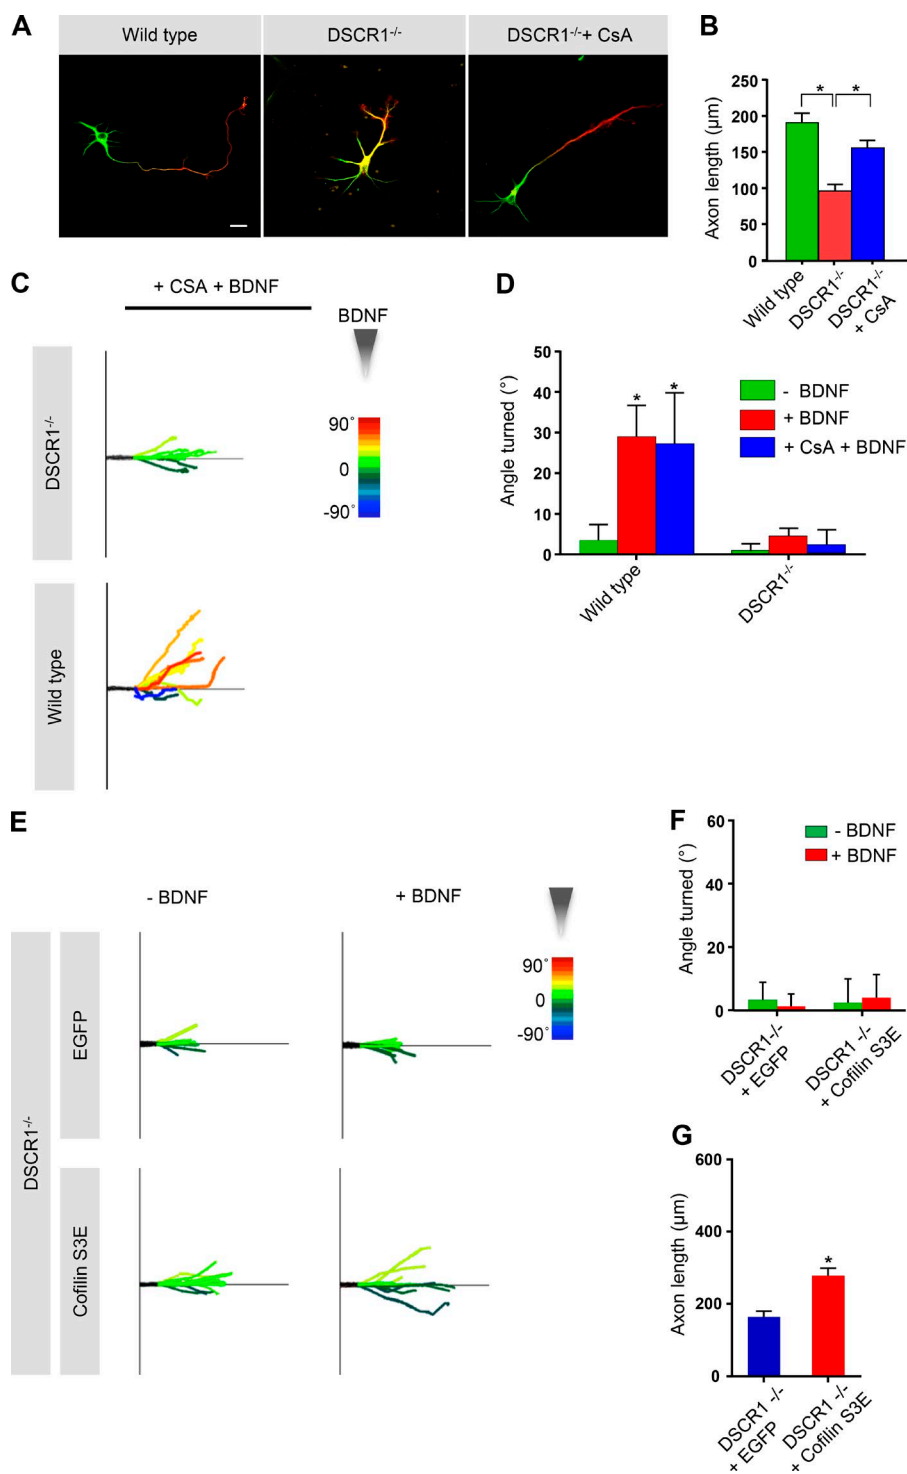 A
Wild type
DSCR1-/-
DSCR1-/-+ CsA
B
Axon length (µm)
250
200
150
100
50
0
*
*
Wild type
DSCR1-/-
DSCR1-/-
+ CsA
C
+ CSA + BDNF
BDNF
90°
0
-90°
DSCR1-/-
Wild type
D
Angle turned (°)
50
40
30
20
10
0
*
*
- BDNF
+ BDNF
+ CsA + BDNF
Wild type
DSCR1-/-
E
- BDNF
+ BDNF
90°
0
-90°
DSCR1-/-
EGFP
Cofilin S3E
F
Angle turned (°)
60
40
20
0
- BDNF
+ BDNF
DSCR1-/-
+ EGFP
DSCR1 -/-
+ Cofilin S3E
G
Axon length (µm)
600
400
200
0
*
DSCR1 -/-
+ EGFP
DSCR1 -/-
+ Cofilin S3E